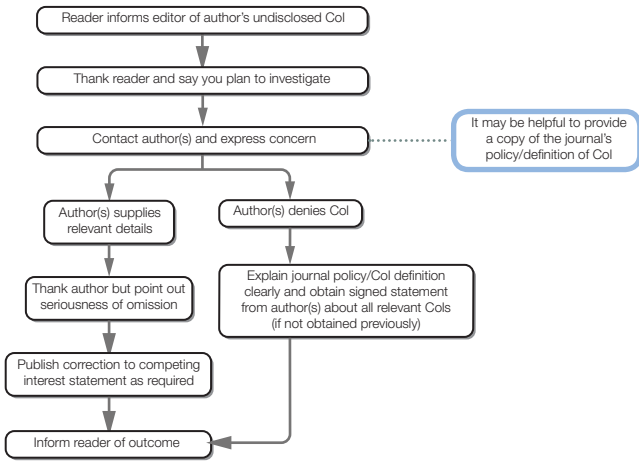 Reader informs editor of author's undisclosed CoI
Thank reader and say you plan to investigate
Contact author(s) and express concern
It may be helpful to provide
a copy of the journal's
policy/definition of CoI
Author(s) supplies
relevant details
Author(s) denies CoI
Thank author but point out
seriousness of omission
Explain journal policy/CoI definition
clearly and obtain signed statement
from author(s) about all relevant CoIs
(if not obtained previously)
Publish correction to competing
interest statement as required
Inform reader of outcome